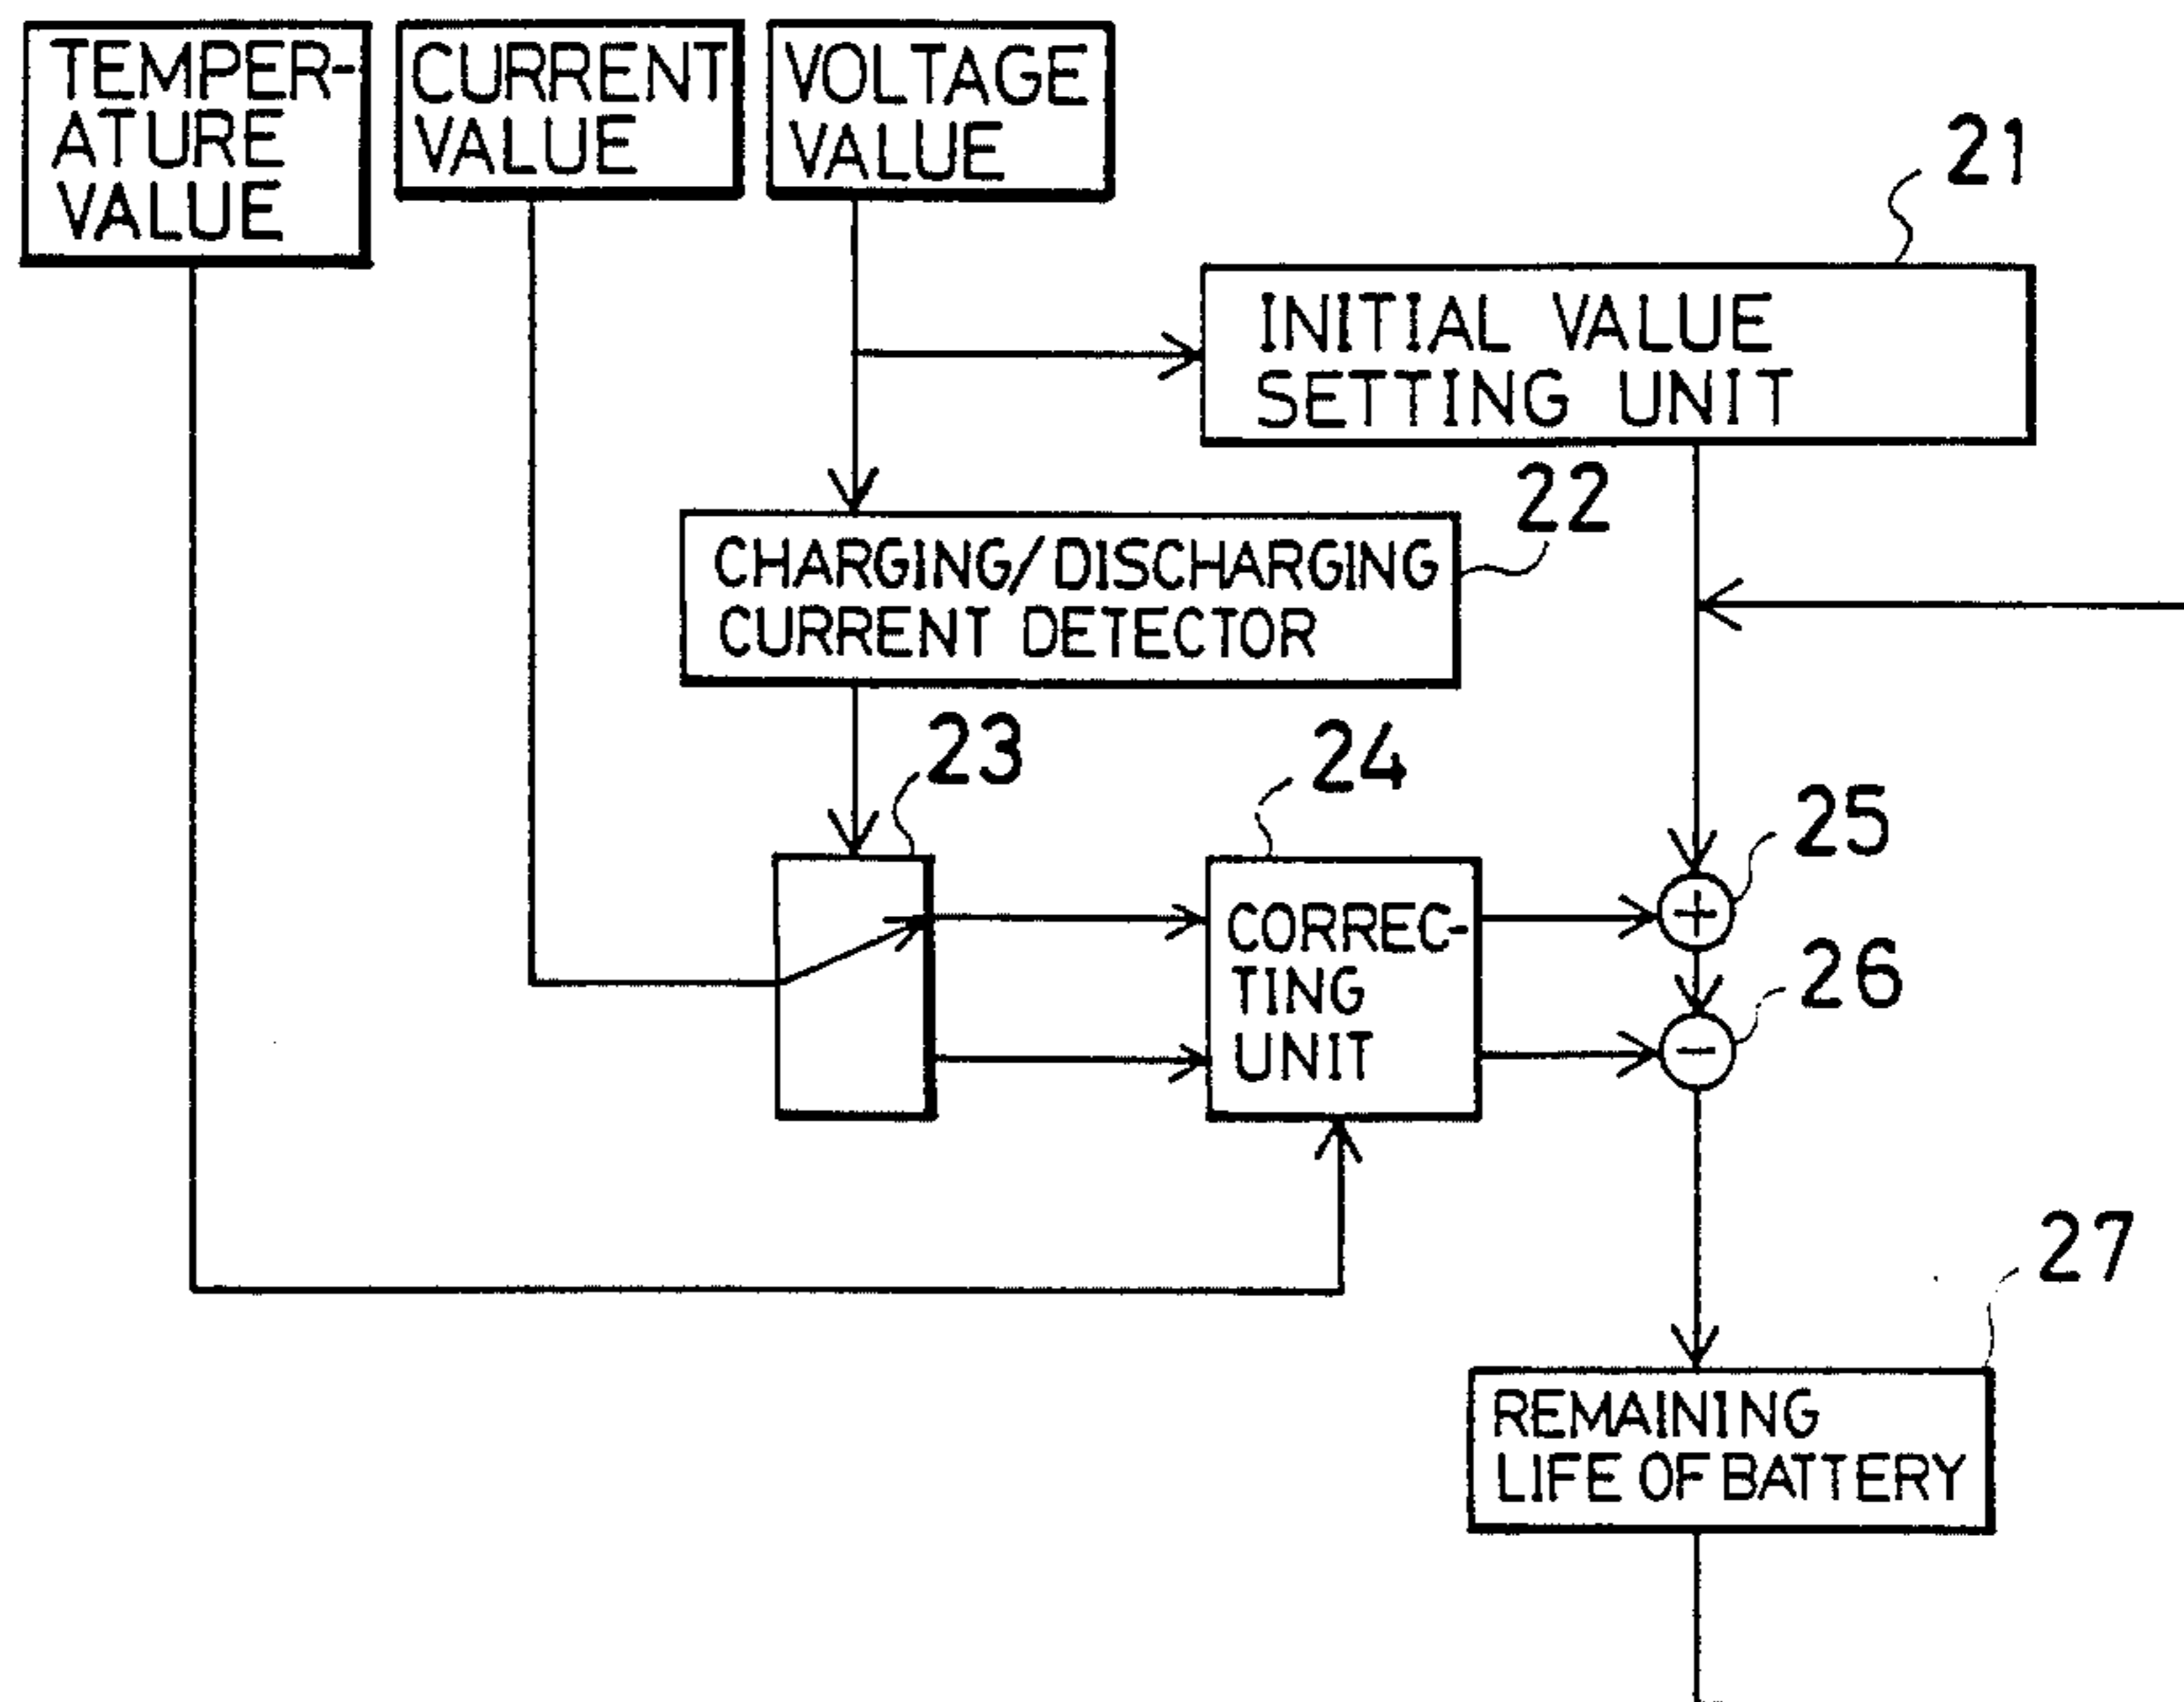 TEMPER-
ATURE
VALUE
CURRENT
VALUE
VOLTAGE
VALUE
21
INITIAL VALUE
SETTING UNIT
22
CHARGING/DISCHARGING
CURRENT DETECTOR
23
24
25
CORREC-
TING
UNIT
+
26
−
27
REMAINING
LIFE OF BATTERY